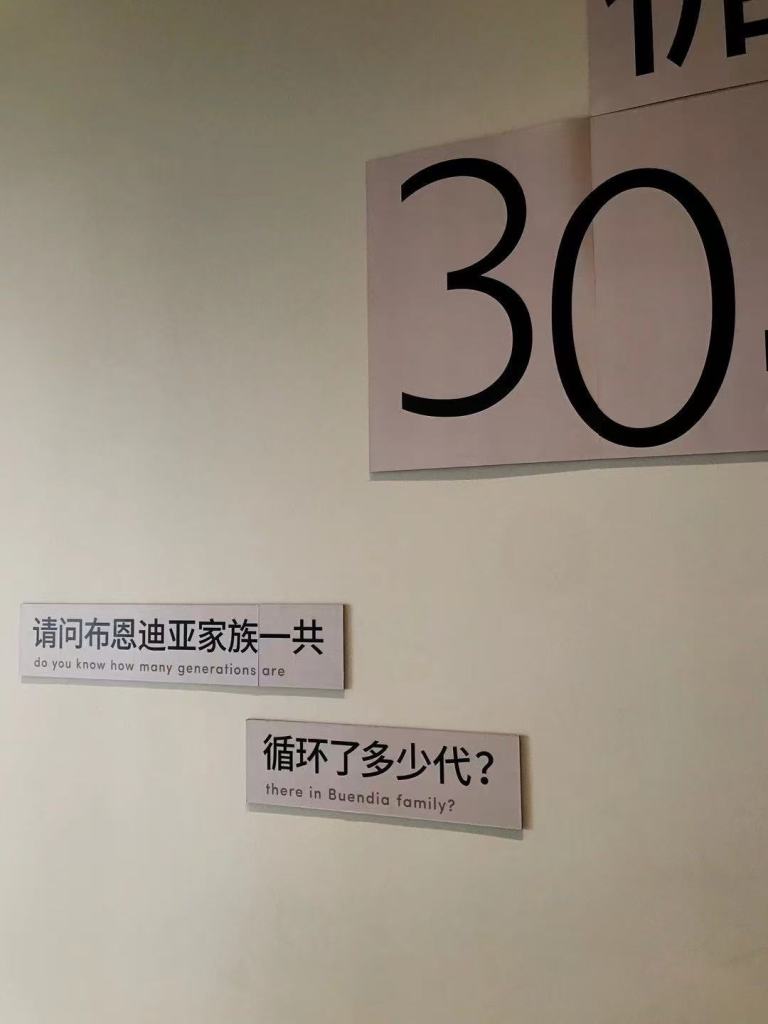 30
请问布恩迪亚家族一共
do you know how many generations are
循环了多少代？
there in Buendia family?